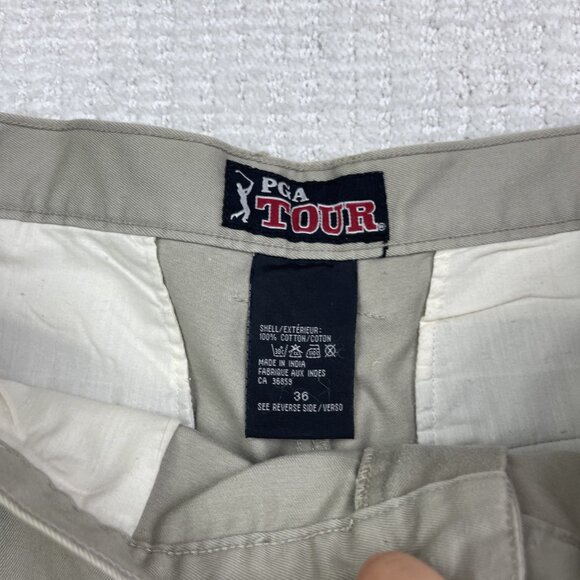 PGA
TOUR®
SHELL/EXTÉRIEUR:
100% COTTON/COTON
MADE IN INDIA
FABRIQUE AUX INDES
CA 36859
36
SEE REVERSE SIDE/VERSO